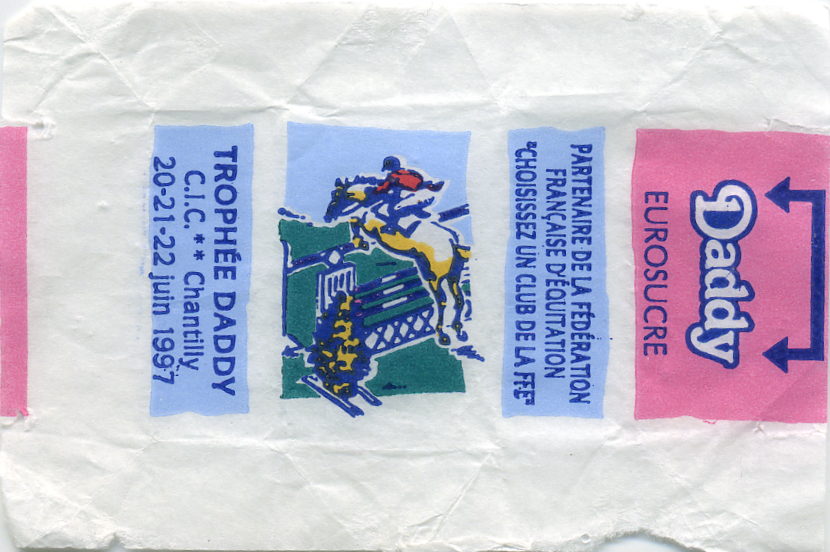 Daddy
EUROSUCRE
PARTENAIRE DE LA FÉDÉRATION
FRANÇAISE D'ÉQUITATION
"CHOISISSEZ UN CLUB DE LA FFE"
TROPHÉE DADDY
C.I.C. ** Chantilly
20-21-22 juin 1997